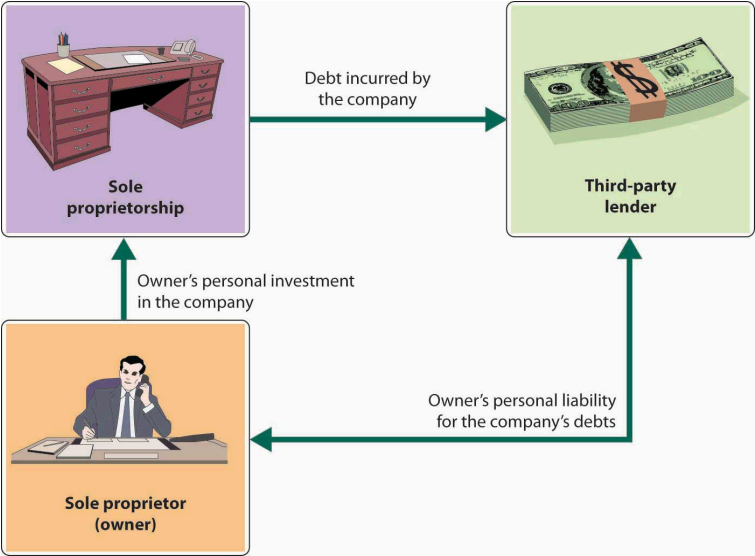 Debt incurred by
the company
Sole
proprietorship
Third-party
lender
Owner’s personal investment
in the company
Owner’s personal liability
for the company’s debts
Sole proprietor
(owner)